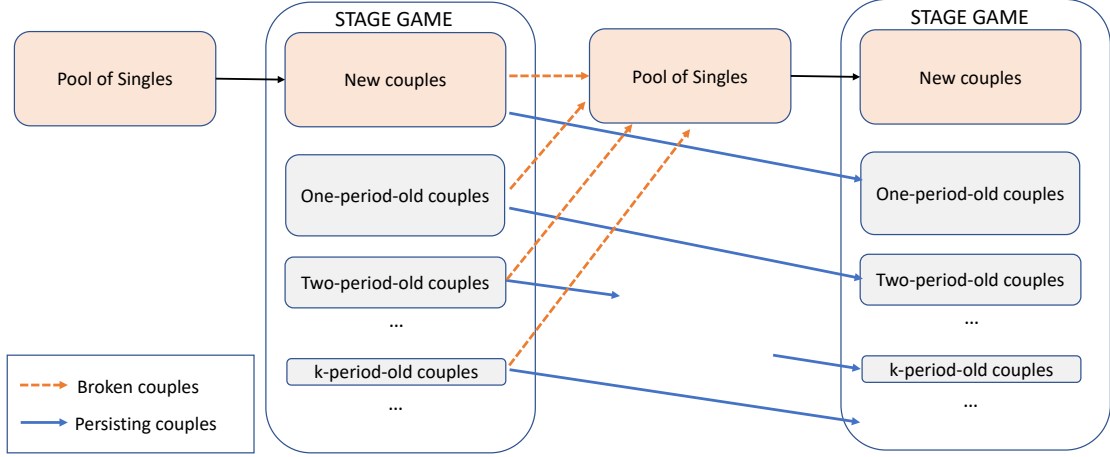 STAGE GAME
Pool of Singles
New couples
One-period-old couples
Two-period-old couples
...
k-period-old couples
...
Pool of Singles
STAGE GAME
New couples
One-period-old couples
Two-period-old couples
...
k-period-old couples
...
Broken couples
Persisting couples